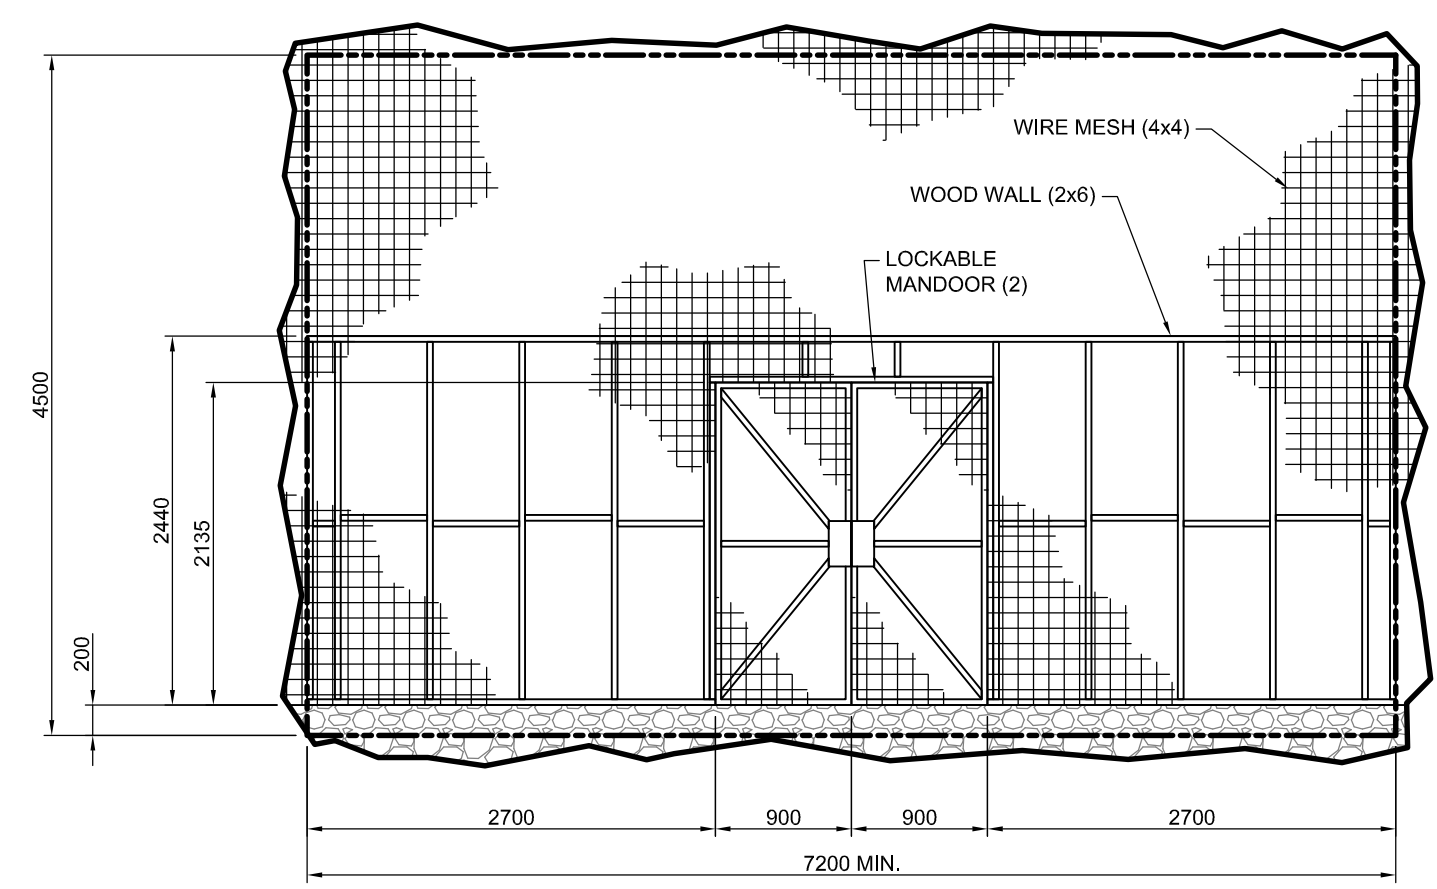 WIRE MESH (4x4)
WOOD WALL (2x6)
LOCKABLE
MANDOOR (2)
4500
2440
2135
200
2700
900
900
2700
7200 MIN.